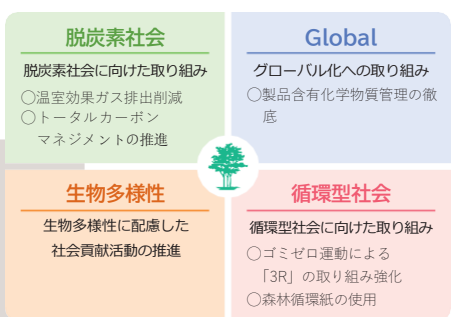 脱炭素社会
脱炭素社会に向けた取り組み
○温室効果ガス排出削減
○トータルカーボン
マネジメントの推進
Global
グローバル化への取り組み
○製品含有化学物質管理の徹
底
生物多様性
生物多様性に配慮した
社会貢献活動の推進
循環型社会
循環型社会に向けた取り組み
○ゴミゼロ運動による
「3R」の取り組み強化
○森林循環紙の使用